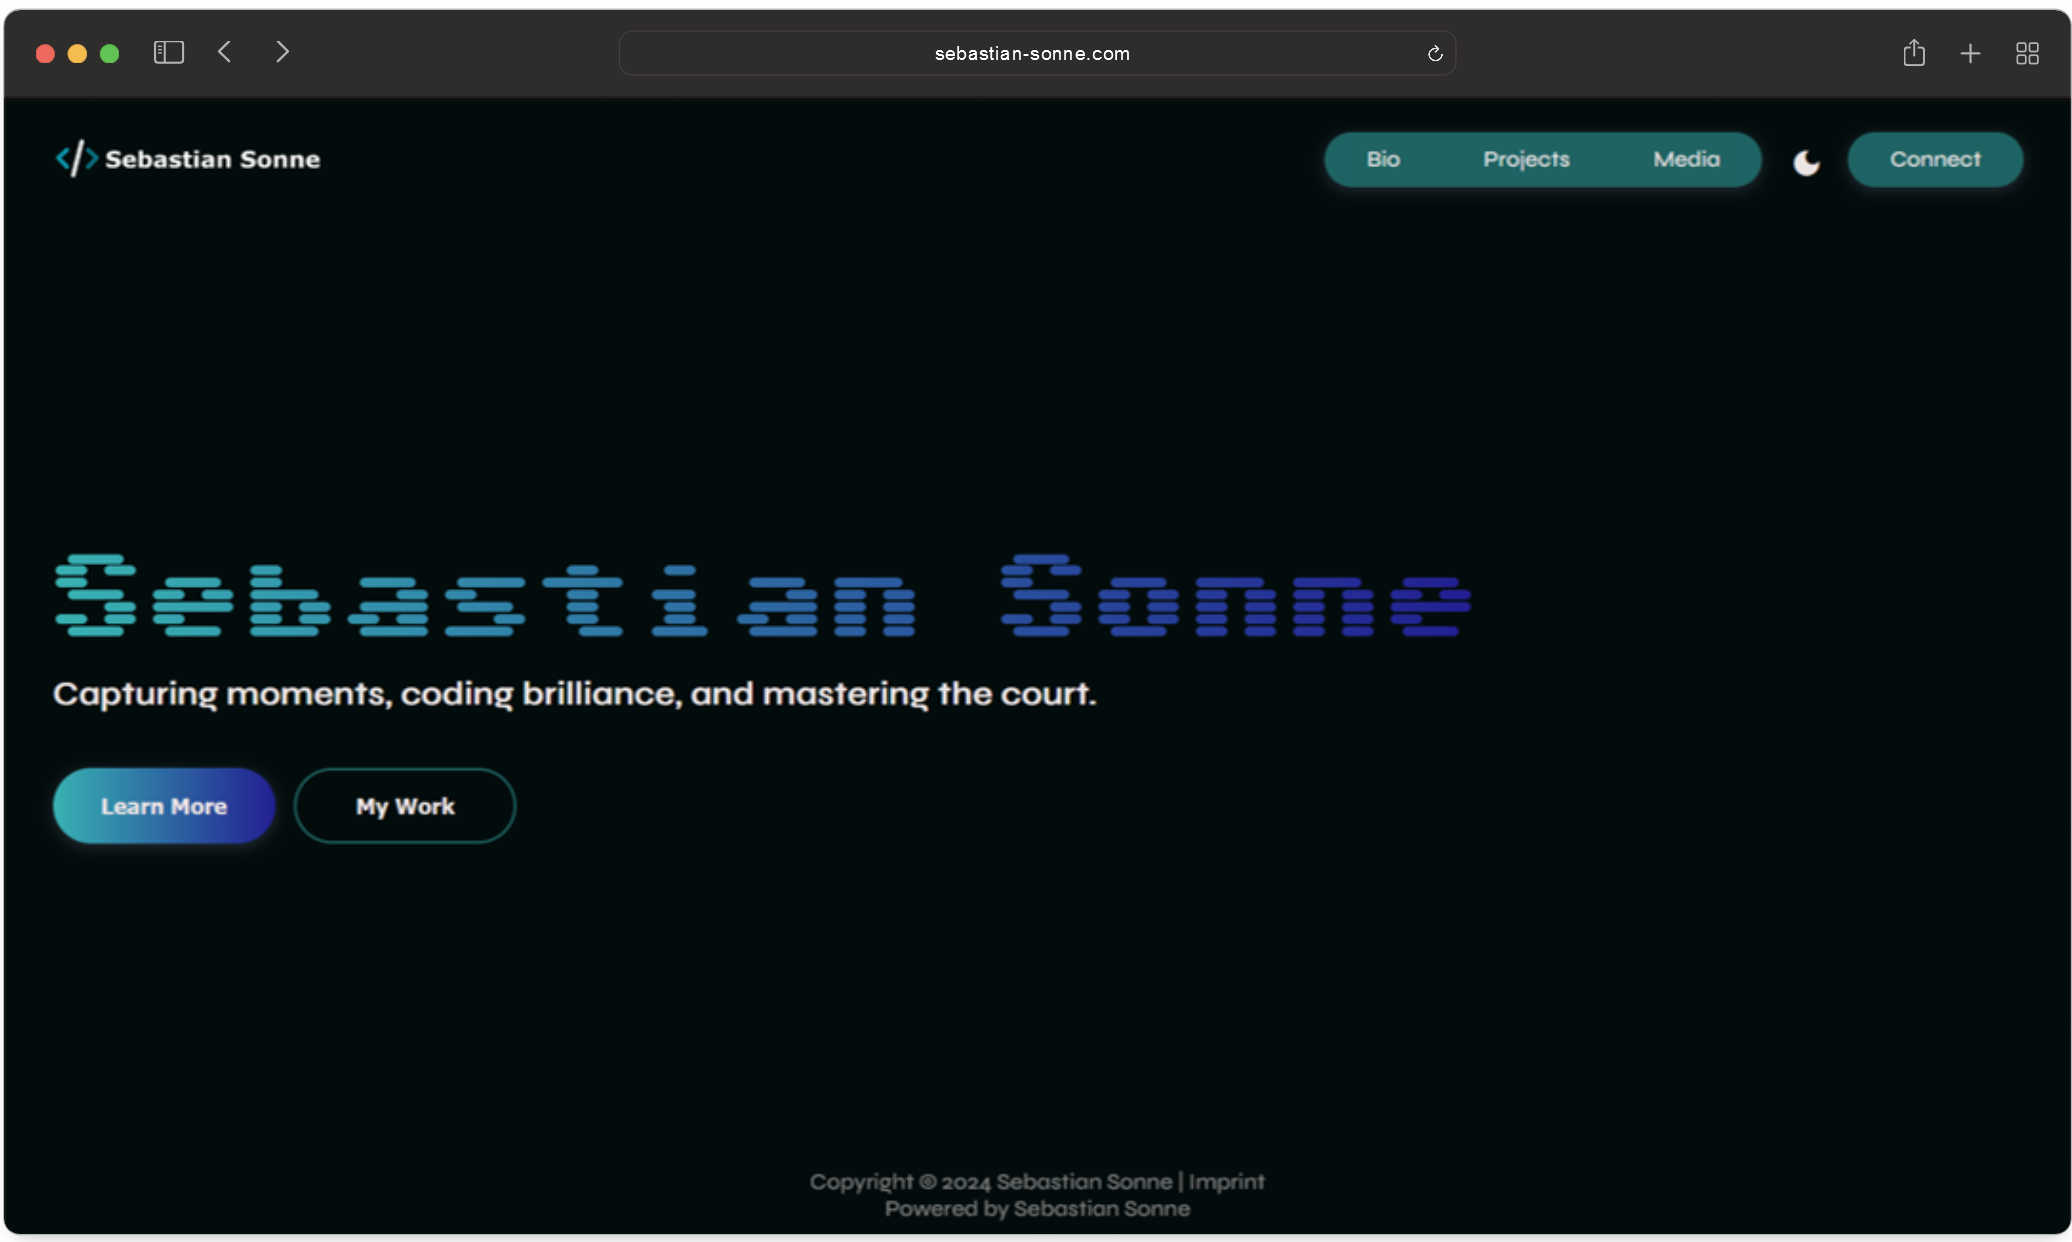 sebastian-sonne.com
</> Sebastian Sonne
Bio Projects Media Connect
Sebastian Sonne
Capturing moments, coding brilliance, and mastering the court.
Learn More My Work
Copyright © 2024 Sebastian Sonne | Imprint
Powered by Sebastian Sonne